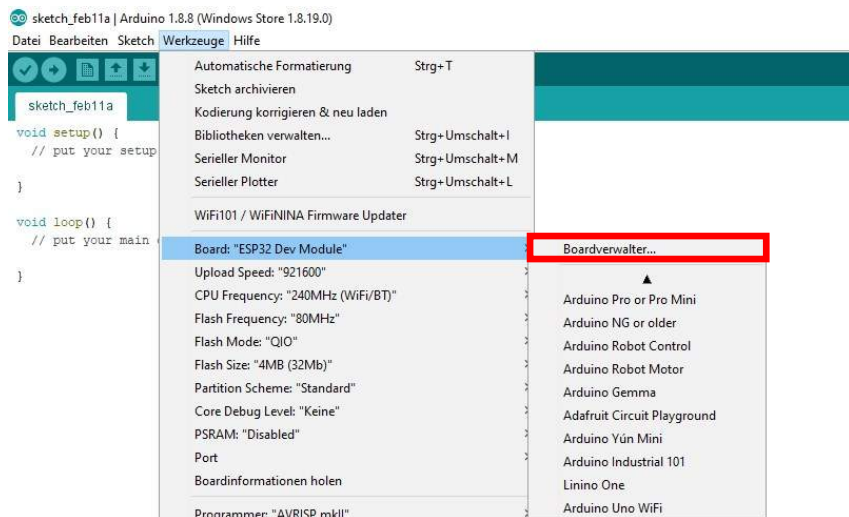 sketch_feb11a | Arduino 1.8.8 (Windows Store 1.8.19.0)
Datei Bearbeiten Sketch Werkzeuge Hilfe
sketch_feb11a
void setup() {
// put your setup
}
void loop() {
// put your main
}
Automatische Formatierung Strg+T
Sketch archivieren
Kodierung korrigieren & neu laden
Bibliotheken verwalten... Strg+Umschalt+I
Serieller Monitor Strg+Umschalt+M
Serieller Plotter Strg+Umschalt+L
WiFi101 / WiFiNINA Firmware Updater
Board: "ESP32 Dev Module"
Upload Speed: "921600"
CPU Frequency: "240MHz (WiFi/BT)"
Flash Frequency: "80MHz"
Flash Mode: "QIO"
Flash Size: "4MB (32Mb)"
Partition Scheme: "Standard"
Core Debug Level: "Keine"
PSRAM: "Disabled"
Port
Boardinformationen holen
Programmer: "AVRISP mkII"
Boardverwalter...
Arduino Pro or Pro Mini
Arduino NG or older
Arduino Robot Control
Arduino Robot Motor
Arduino Gemma
Adafruit Circuit Playground
Arduino Yún Mini
Arduino Industrial 101
Linino One
Arduino Uno WiFi